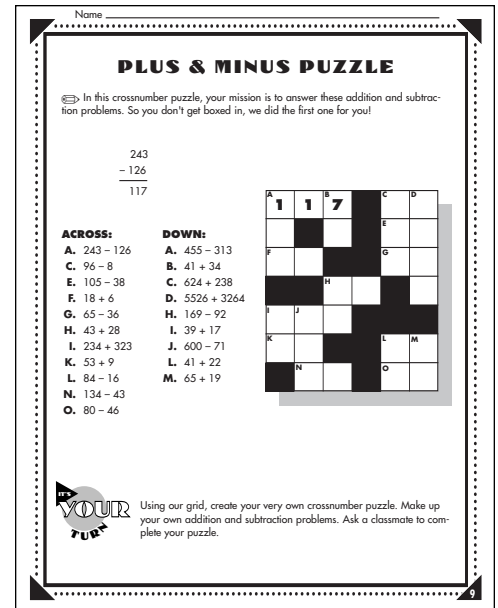 Name
PLUS & MINUS PUZZLE
In this crossnumber puzzle, your mission is to answer these addition and subtrac-
tion problems. So you don't get boxed in, we did the first one for you!
243
– 126
117
A 1 1 B 7 C D
E
F G
H
I J
K L M
N O
ACROSS:
A. 243 – 126
C. 96 – 8
E. 105 – 38
F. 18 + 6
G. 65 – 36
H. 43 + 28
I. 234 + 323
K. 53 + 9
L. 84 – 16
N. 134 – 43
O. 80 – 46
DOWN:
A. 455 – 313
B. 41 + 34
C. 624 + 238
D. 5526 + 3264
H. 169 – 92
I. 39 + 17
J. 600 – 71
L. 41 + 22
M. 65 + 19
IT'S
YOUR
TURN
Using our grid, create your very own crossnumber puzzle. Make up
your own addition and subtraction problems. Ask a classmate to com-
plete your puzzle.
9